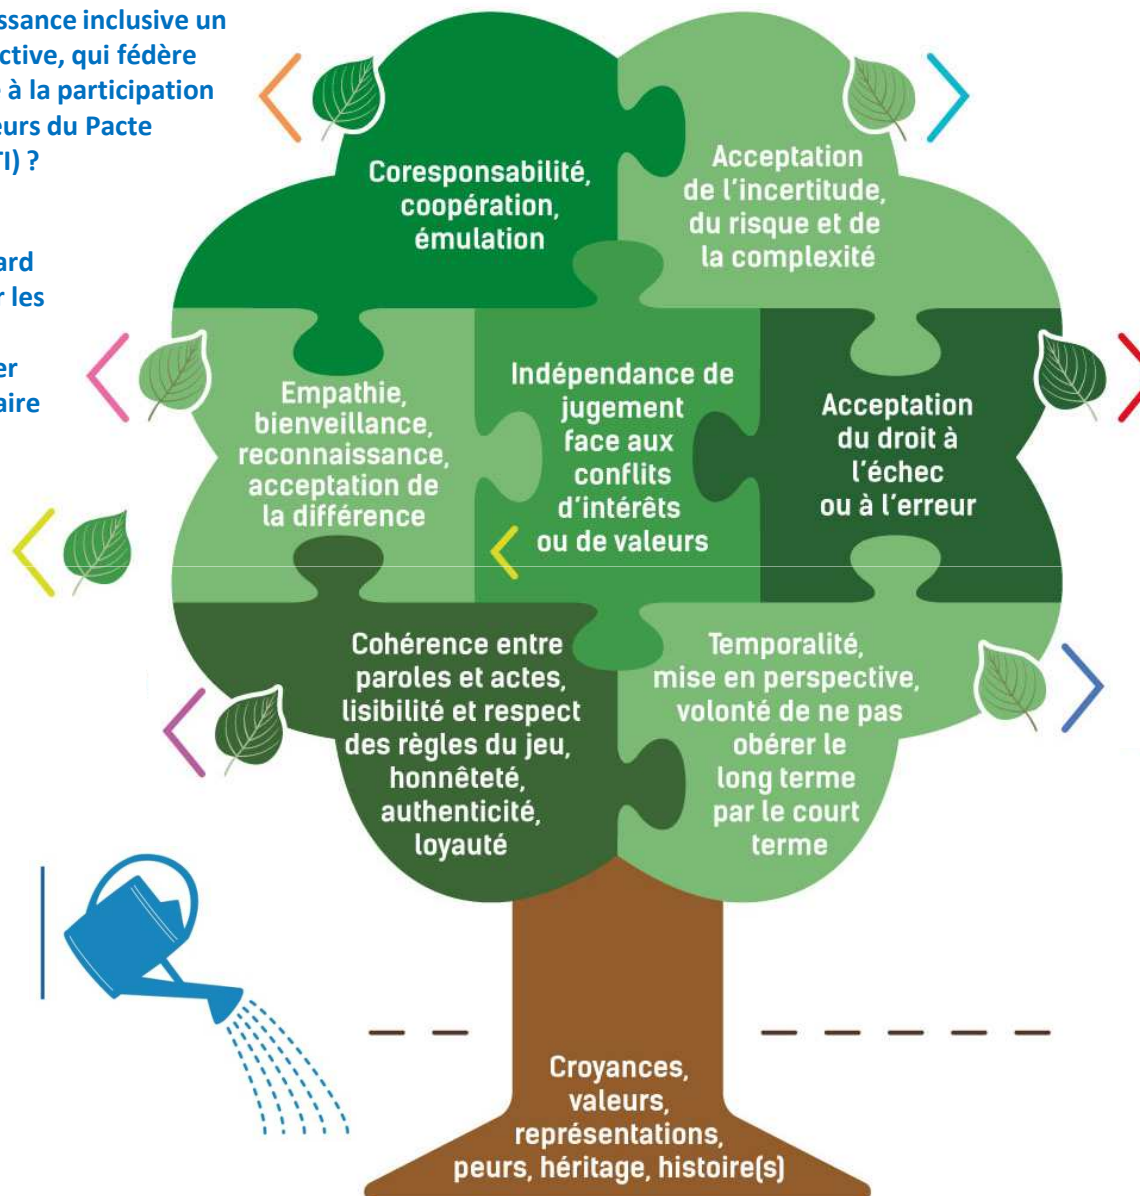 ssance inclusive un
ctive, qui fédère
à la participation
eurs du Pacte
TI) ?
ard
r les
er
aire
Coresponsabilité,
coopération,
émulation
Acceptation
de l'incertitude,
du risque et de
la complexité
Empathie,
bienveillance,
reconnaissance,
acceptation de
la différence
Indépendance de
jugement
face aux
conflits
d'intérêts
ou de valeurs
Acceptation
du droit à
l'échec
ou à l'erreur
Cohérence entre
paroles et actes,
lisibilité et respect
des règles du jeu,
honnêteté,
authenticité,
loyauté
Temporalité,
mise en perspective,
volonté de ne pas
obérer le
long terme
par le court
terme
Croyances,
valeurs,
représentations,
peurs, héritage, histoire(s)